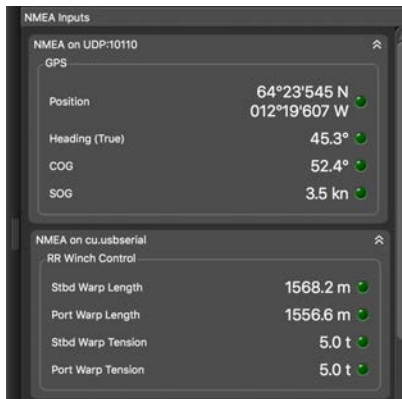 NMEA Inputs
NMEA on UDP:10110
GPS
Position
64°23'545 N
012°19'607 W
Heading (True) 45.3°
COG 52.4°
SOG 3.5 kn
NMEA on cu.usbserial
RR Winch Control
Stbd Warp Length 1568.2 m
Port Warp Length 1556.6 m
Stbd Warp Tension 5.0 t
Port Warp Tension 5.0 t